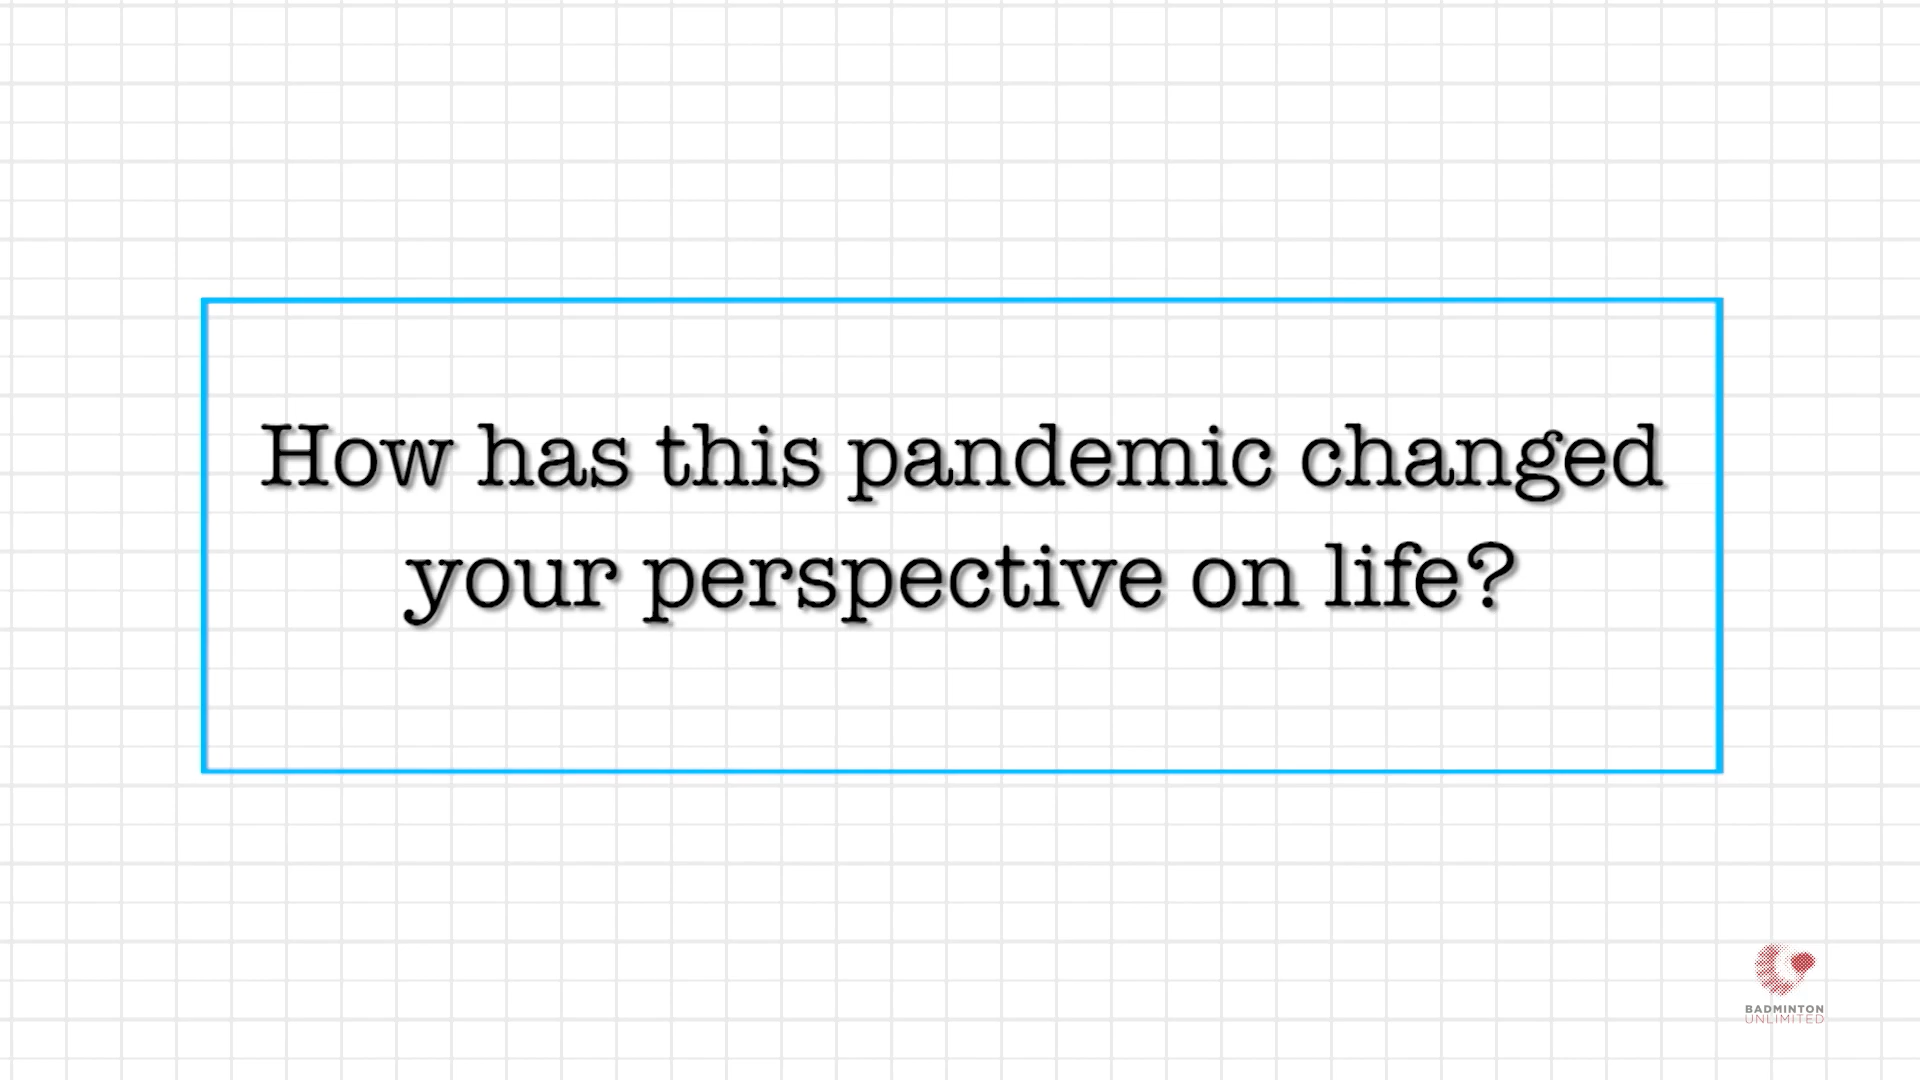 How has this pandemic changed
your perspective on life?
BADMINTON
UNLIMITED